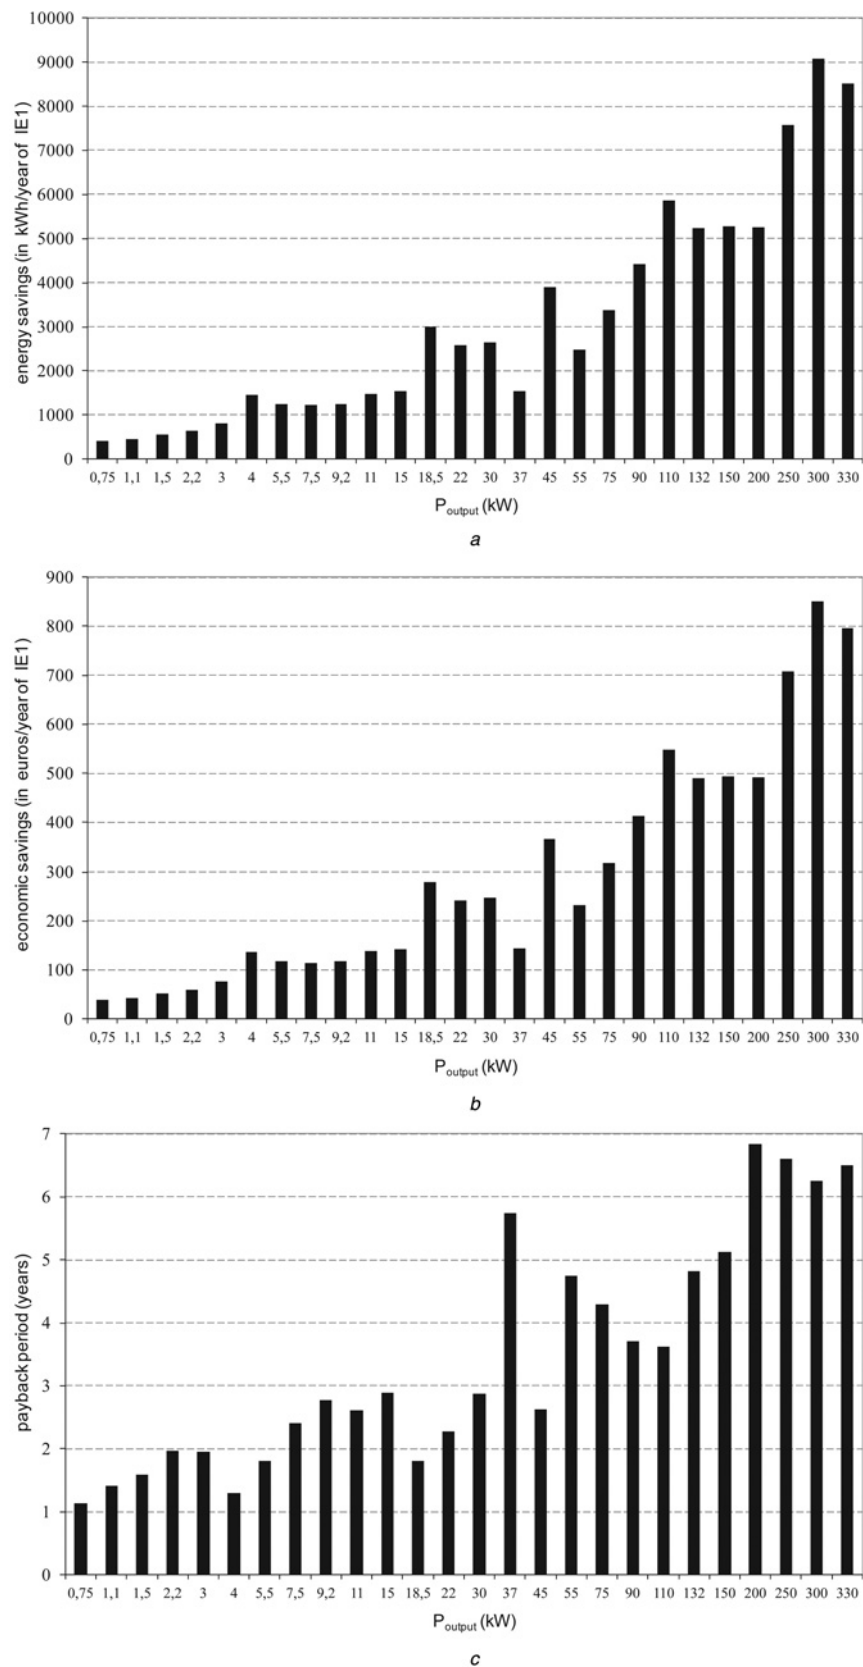 10000
9000
8000
7000
6000
5000
4000
3000
2000
1000
0
energy savings (in kWh/year of IE1)
0,75 1,1 1,5 2,2 3 4 5,5 7,5 9,2 11 15 18,5 22 30 37 45 55 75 90 110 132 150 200 250 300 330
Poutput (kW)
a
900
800
700
600
500
400
300
200
100
0
economic savings (in euros/year of IE1)
0,75 1,1 1,5 2,2 3 4 5,5 7,5 9,2 11 15 18,5 22 30 37 45 55 75 90 110 132 150 200 250 300 330
Poutput (kW)
b
7
6
5
4
3
2
1
0
payback period (years)
0,75 1,1 1,5 2,2 3 4 5,5 7,5 9,2 11 15 18,5 22 30 37 45 55 75 90 110 132 150 200 250 300 330
Poutput (kW)
c